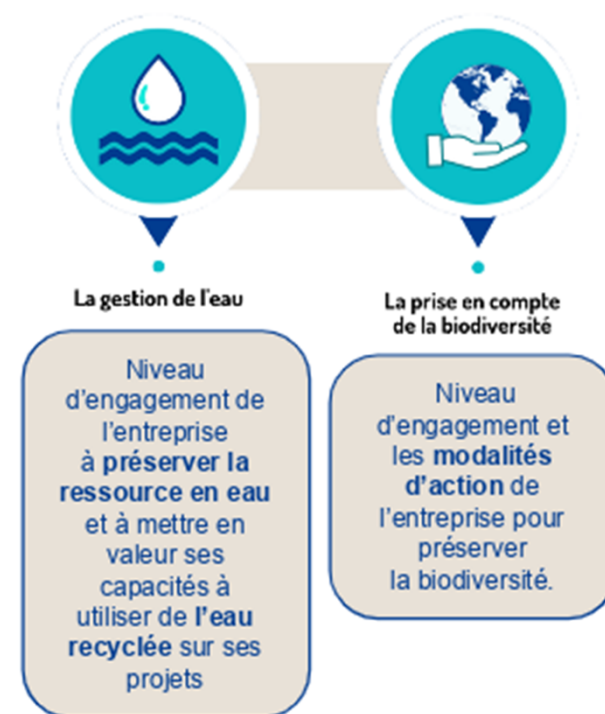 La gestion de l'eau
Niveau
d'engagement de
l'entreprise
à préserver la
ressource en eau
et à mettre en
valeur ses
capacités à
utiliser de l'eau
recyclée sur ses
projets
La prise en compte
de la biodiversité
Niveau
d'engagement et
les modalités
d'action de
l'entreprise pour
préserver
la biodiversité.